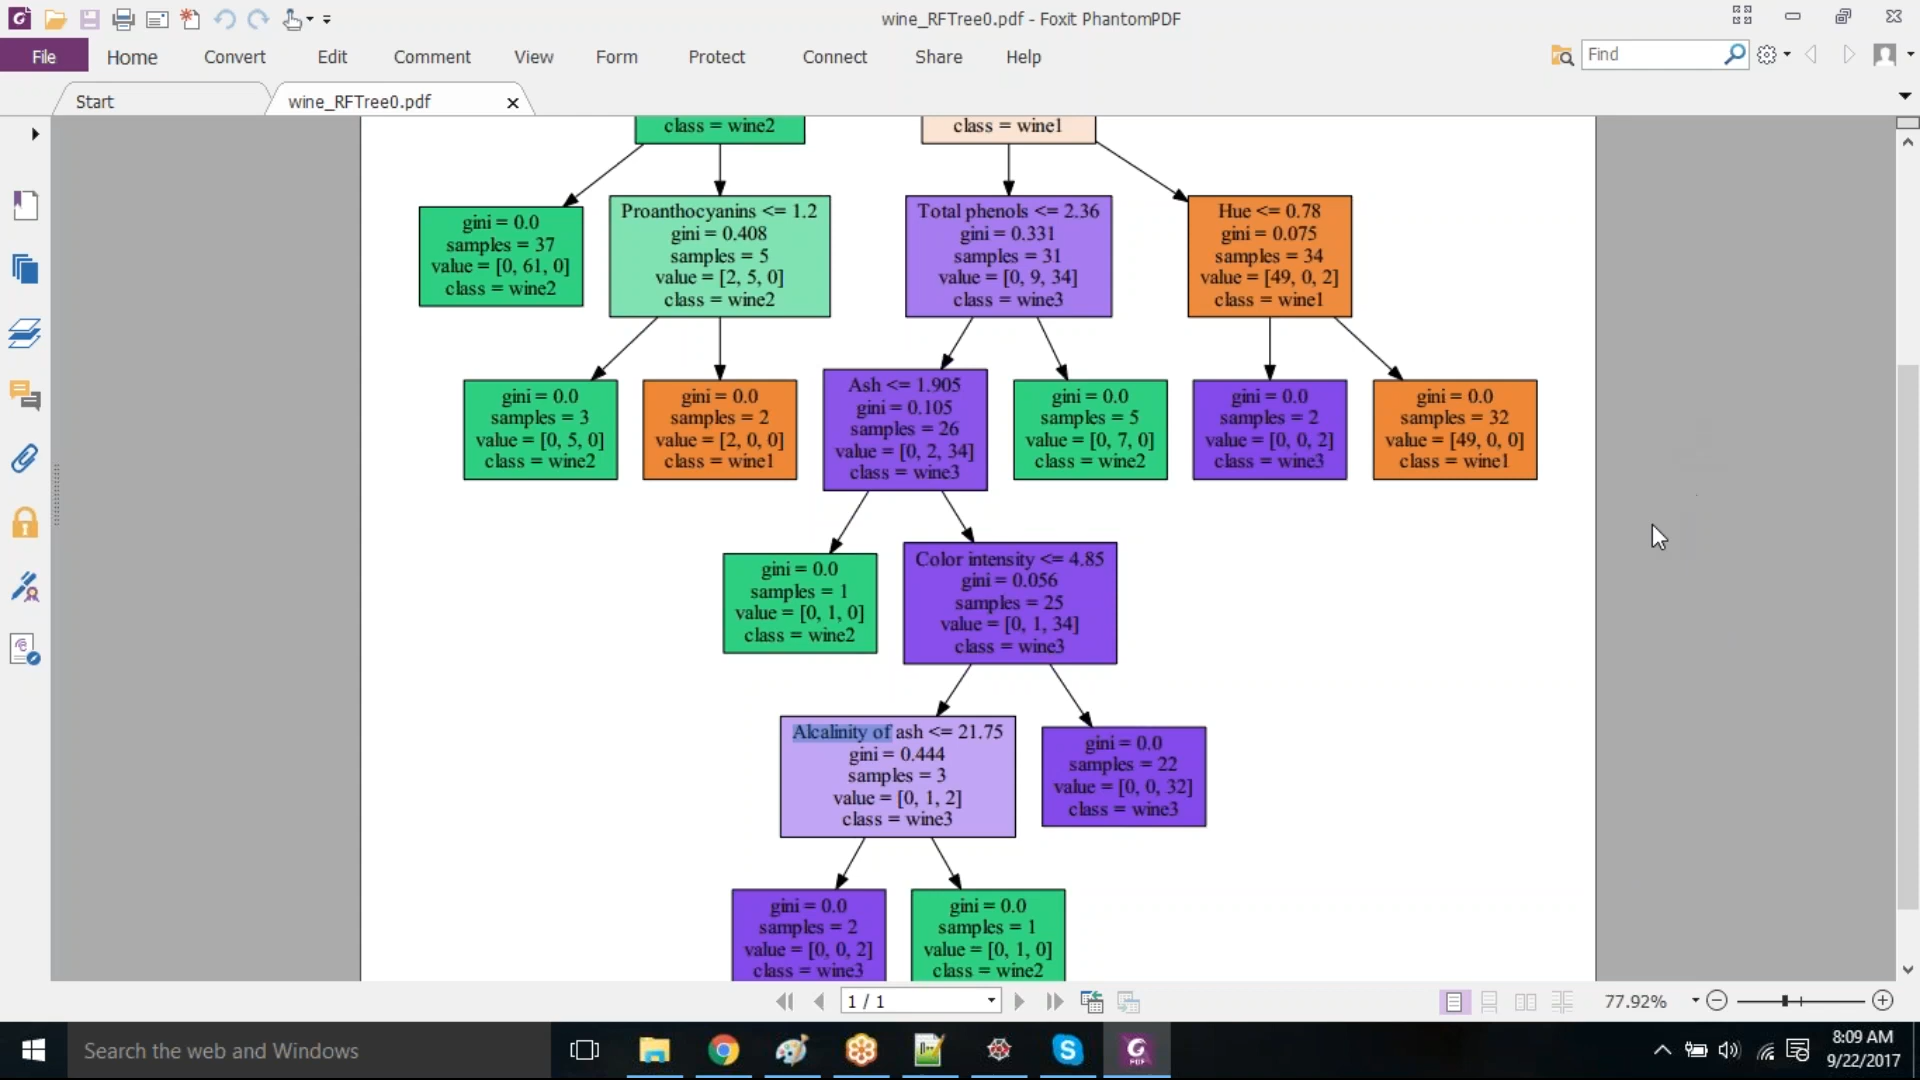 wine_RFTree0.pdf - Foxit PhantomPDF
File
Home
Convert
Edit
Comment
View
Form
Protect
Connect
Share
Help
Find
Start
wine_RFTree0.pdf
class = wine2
class = wine1
gini = 0.0
samples = 37
value = [0, 61, 0]
class = wine2
Proanthocyanins <= 1.2
gini = 0.408
samples = 5
value = [2, 5, 0]
class = wine2
Total phenols <= 2.36
gini = 0.331
samples = 31
value = [0, 9, 34]
class = wine3
Hue <= 0.78
gini = 0.075
samples = 34
value = [49, 0, 2]
class = wine1
gini = 0.0
samples = 3
value = [0, 5, 0]
class = wine2
gini = 0.0
samples = 2
value = [2, 0, 0]
class = wine1
Ash <= 1.905
gini = 0.105
samples = 26
value = [0, 2, 34]
class = wine3
gini = 0.0
samples = 5
value = [0, 7, 0]
class = wine2
gini = 0.0
samples = 2
value = [0, 0, 2]
class = wine3
gini = 0.0
samples = 32
value = [49, 0, 0]
class = wine1
gini = 0.0
samples = 1
value = [0, 1, 0]
class = wine2
Color intensity <= 4.85
gini = 0.056
samples = 25
value = [0, 1, 34]
class = wine3
Alcalinity of ash <= 21.75
gini = 0.444
samples = 3
value = [0, 1, 2]
class = wine3
gini = 0.0
samples = 22
value = [0, 0, 32]
class = wine3
gini = 0.0
samples = 2
value = [0, 0, 2]
class = wine3
gini = 0.0
samples = 1
value = [0, 1, 0]
class = wine2
1 / 1
77.92%
Search the web and Windows
8:09 AM
9/22/2017